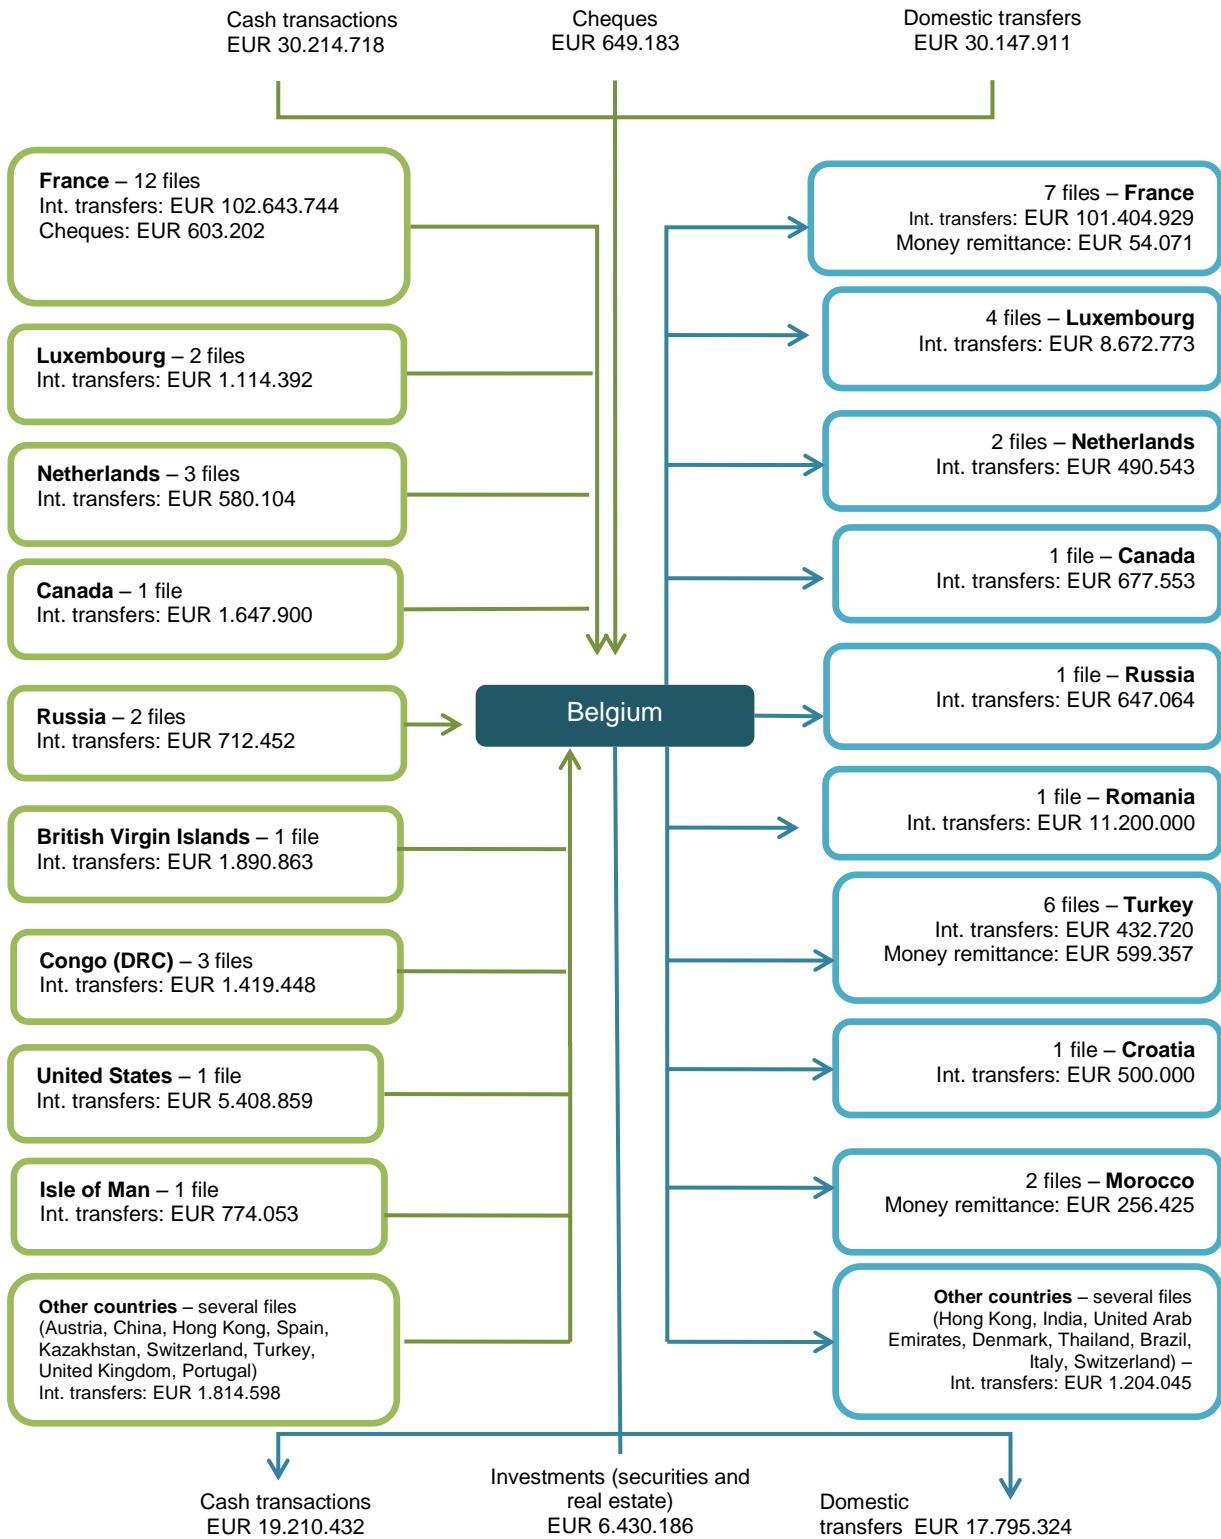 Cash transactions
EUR 30.214.718
Cheques
EUR 649.183
Domestic transfers
EUR 30.147.911
France – 12 files
Int. transfers: EUR 102.643.744
Cheques: EUR 603.202
Luxembourg – 2 files
Int. transfers: EUR 1.114.392
Netherlands – 3 files
Int. transfers: EUR 580.104
Canada – 1 file
Int. transfers: EUR 1.647.900
Russia – 2 files
Int. transfers: EUR 712.452
British Virgin Islands – 1 file
Int. transfers: EUR 1.890.863
Congo (DRC) – 3 files
Int. transfers: EUR 1.419.448
United States – 1 file
Int. transfers: EUR 5.408.859
Isle of Man – 1 file
Int. transfers: EUR 774.053
Other countries – several files
(Austria, China, Hong Kong, Spain,
Kazakhstan, Switzerland, Turkey,
United Kingdom, Portugal)
Int. transfers: EUR 1.814.598
Belgium
7 files – France
Int. transfers: EUR 101.404.929
Money remittance: EUR 54.071
4 files – Luxembourg
Int. transfers: EUR 8.672.773
2 files – Netherlands
Int. transfers: EUR 490.543
1 file – Canada
Int. transfers: EUR 677.553
1 file – Russia
Int. transfers: EUR 647.064
1 file – Romania
Int. transfers: EUR 11.200.000
6 files – Turkey
Int. transfers: EUR 432.720
Money remittance: EUR 599.357
1 file – Croatia
Int. transfers: EUR 500.000
2 files – Morocco
Money remittance: EUR 256.425
Other countries – several files
(Hong Kong, India, United Arab
Emirates, Denmark, Thailand, Brazil,
Italy, Switzerland) –
Int. transfers: EUR 1.204.045
Cash transactions
EUR 19.210.432
Investments (securities and
real estate)
EUR 6.430.186
Domestic
transfers EUR 17.795.324